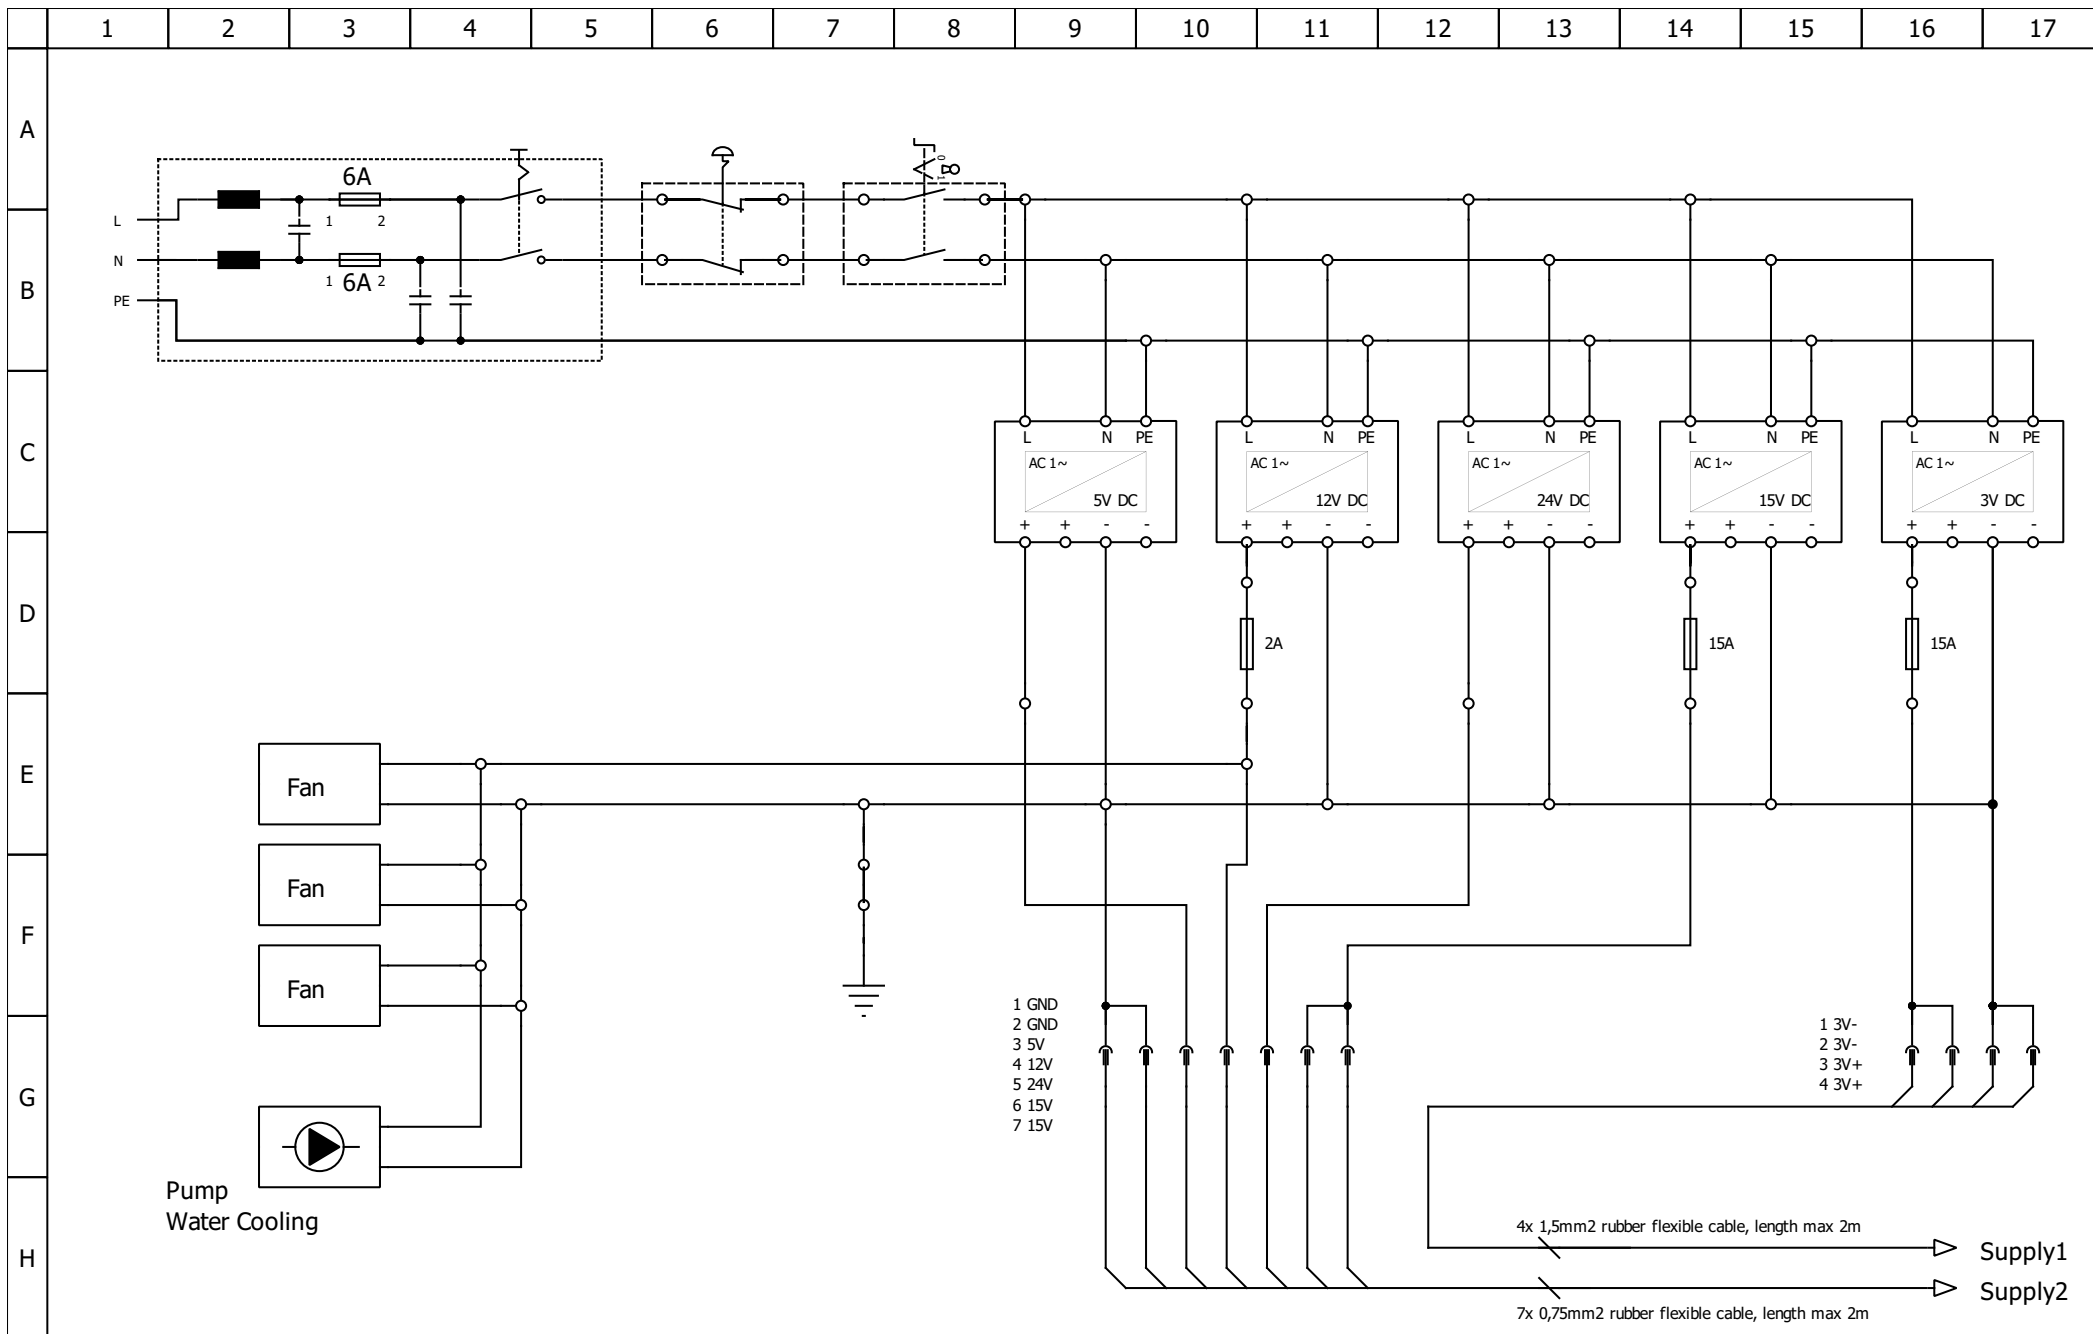 1 2 3 4 5 6 7 8 9 10 11 12 13 14 15 16 17
A
0
1
6A
L
1 2
N
B
1 6A 2
PE
C
L N PE L N PE L N PE L N PE L N PE
AC 1~ AC 1~ AC 1~ AC 1~ AC 1~
5V DC 12V DC 24V DC 15V DC 3V DC
+ + - - + + - - + + - - + + - - + + - -
D
2A 15A 15A
E
Fan
Fan
F
Fan
1 GND
2 GND
3 5V
4 12V
5 24V
6 15V
7 15V
1 3V-
2 3V-
3 3V+
4 3V+
G
Pump
Water Cooling
H
4x 1,5mm2 rubber flexible cable, length max 2m
Supply1
Supply2
7x 0,75mm2 rubber flexible cable, length max 2m